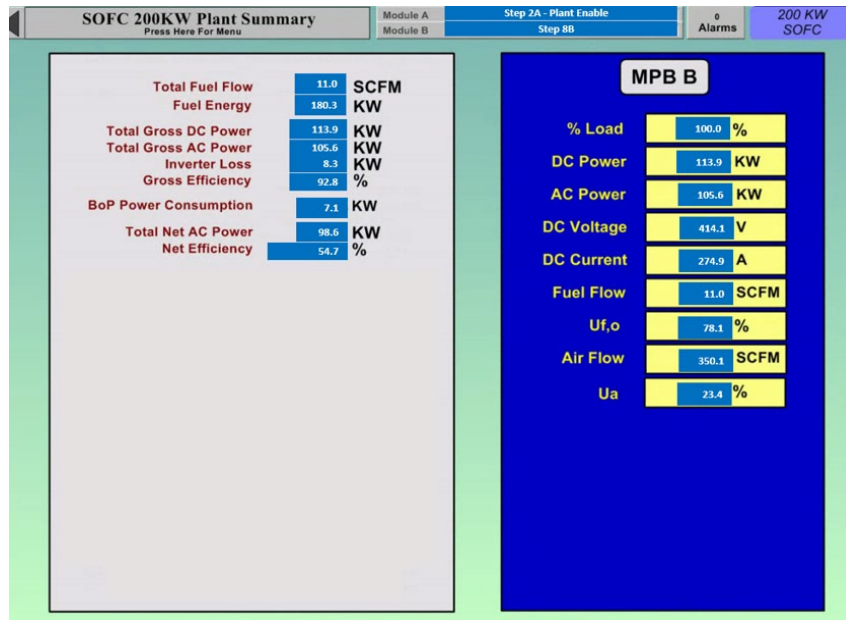 SOFC 200KW Plant Summary
Press Here For Menu
Module A Step 2A - Plant Enable
Module B Step 8B
0
Alarms
200 KW
SOFC
Total Fuel Flow 11.0 SCFM
Fuel Energy 180.3 KW
Total Gross DC Power 113.9 KW
Total Gross AC Power 105.6 KW
Inverter Loss 8.3 KW
Gross Efficiency 92.8 %
BoP Power Consumption 7.1 KW
Total Net AC Power 98.6 KW
Net Efficiency 54.7 %
MPB B
% Load 100.0 %
DC Power 113.9 KW
AC Power 105.6 KW
DC Voltage 414.1 V
DC Current 274.9 A
Fuel Flow 11.0 SCFM
Uf,o 78.1 %
Air Flow 350.1 SCFM
Ua 23.4 %